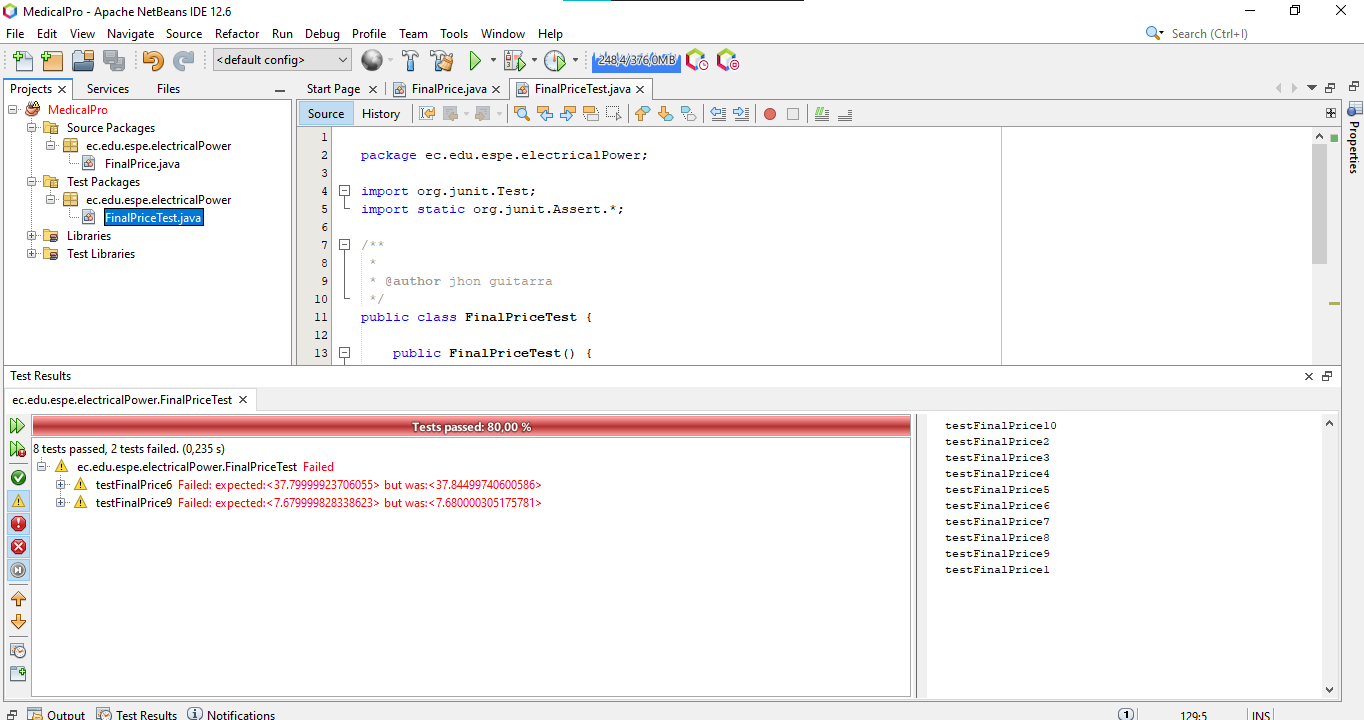 MedicalPro - Apache NetBeans IDE 12.6
File Edit View Navigate Source Refactor Run Debug Profile Team Tools Window Help
Search (Ctrl+I)
<default config>
248,4/376,0MB
Projects Services Files
Start Page FinalPrice.java FinalPriceTest.java
Source History
MedicalPro
Source Packages
ec.edu.espe.electricalPower
FinalPrice.java
Test Packages
ec.edu.espe.electricalPower
FinalPriceTest.java
Libraries
Test Libraries
1
2 package ec.edu.espe.electricalPower;
3
4 import org.junit.Test;
5 import static org.junit.Assert.*;
6
7 /**
8 *
9 * @author jhon guitarra
10 */
11 public class FinalPriceTest {
12
13 public FinalPriceTest() {
Properties
Test Results
ec.edu.espe.electricalPower.FinalPriceTest
Tests passed: 80,00 %
8 tests passed, 2 tests failed. (0,235 s)
ec.edu.espe.electricalPower.FinalPriceTest Failed
testFinalPrice6 Failed: expected:<37.79999923706055> but was:<37.84499740600586>
testFinalPrice9 Failed: expected:<7.679999828338623> but was:<7.680000305175781>
testFinalPrice10
testFinalPrice2
testFinalPrice3
testFinalPrice4
testFinalPrice5
testFinalPrice6
testFinalPrice7
testFinalPrice8
testFinalPrice9
testFinalPrice1
Output Test Results Notifications
1 129:5 INS